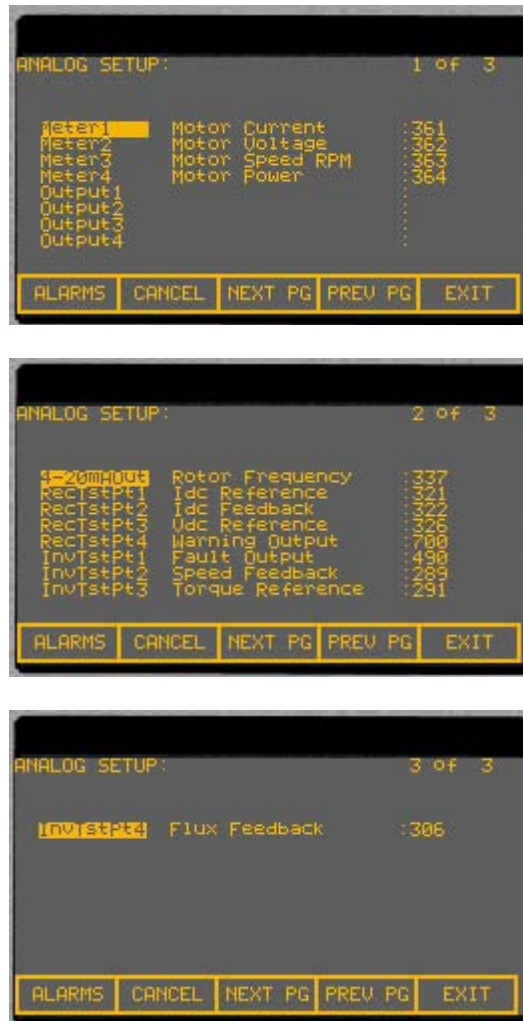 ANALOG SETUP: 1 of 3
Meter1 Motor Current :361
Meter2 Motor Voltage :362
Meter3 Motor Speed RPM :363
Meter4 Motor Power :364
Output1 :
Output2 :
Output3 :
Output4 :
ALARMS CANCEL NEXT PG PREV PG EXIT
ANALOG SETUP: 2 of 3
4-20mAOut Rotor Frequency :337
RecTstPt1 Idc Reference :321
RecTstPt2 Idc Feedback :322
RecTstPt3 Vdc Reference :326
RecTstPt4 Warning Output :700
InvTstPt1 Fault Output :490
InvTstPt2 Speed Feedback :289
InvTstPt3 Torque Reference :291
ALARMS CANCEL NEXT PG PREV PG EXIT
ANALOG SETUP: 3 of 3
InvTstPt4 Flux Feedback :306
ALARMS CANCEL NEXT PG PREV PG EXIT